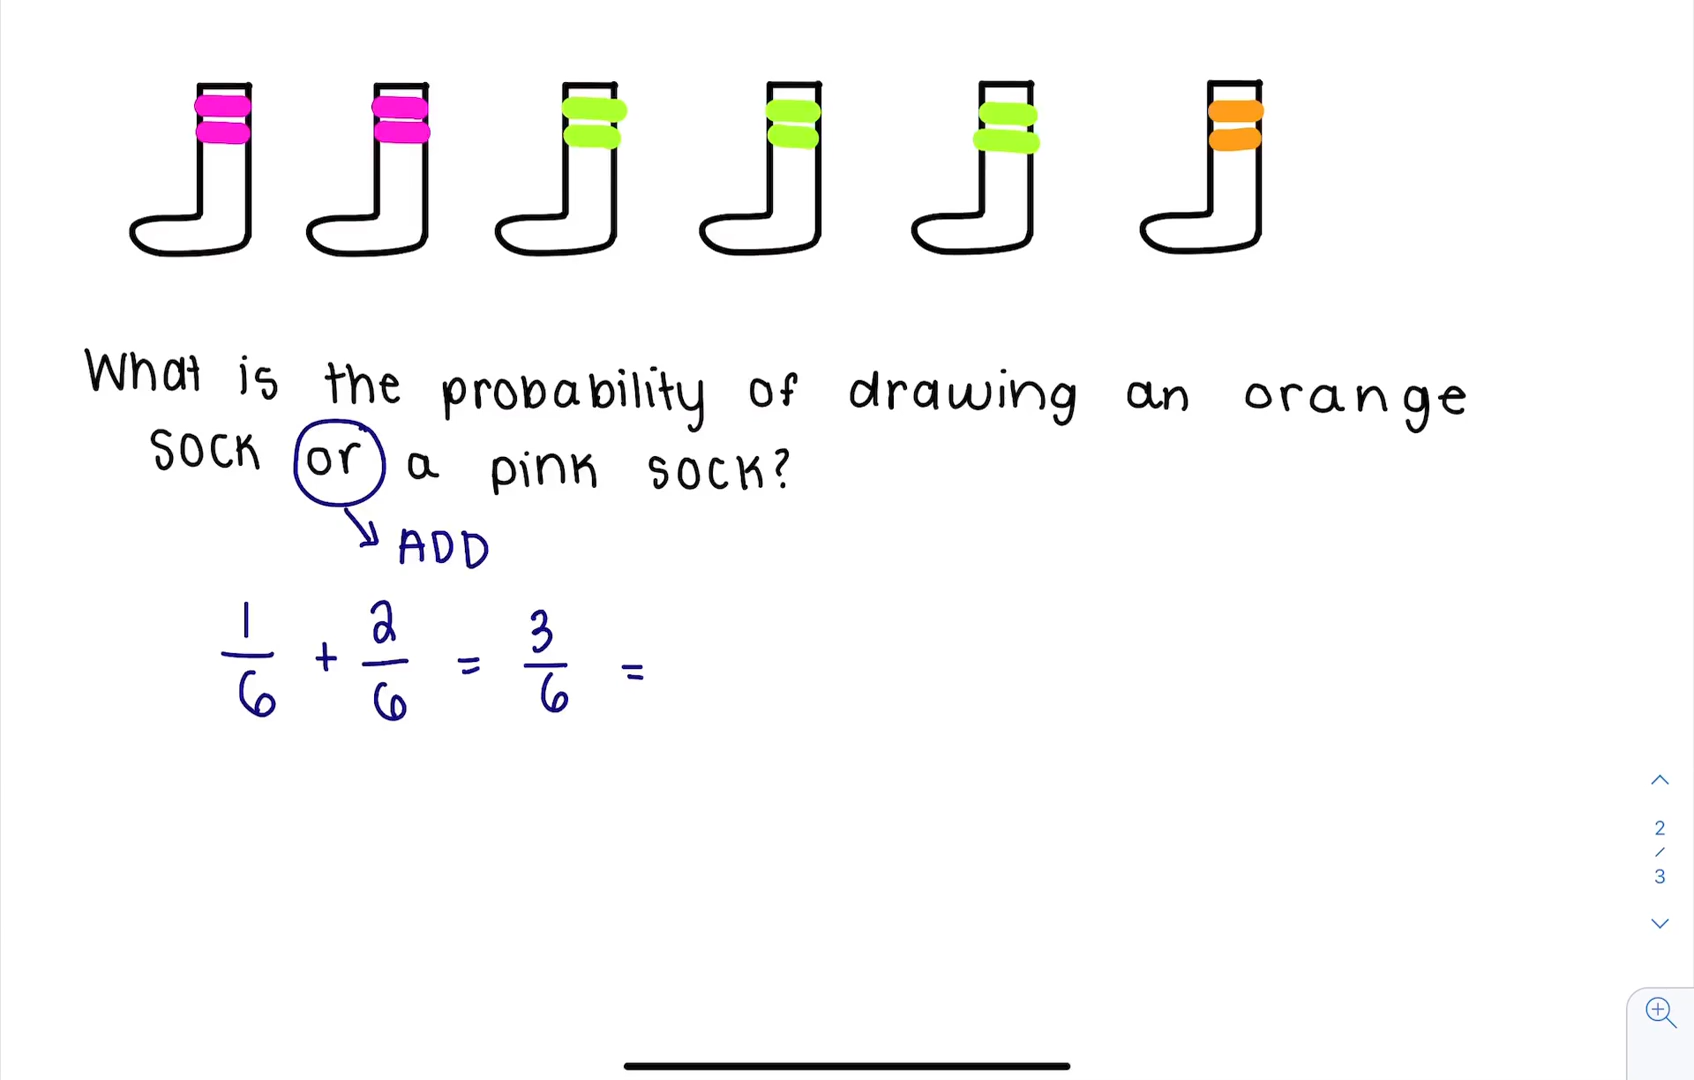 What is the probability of drawing an orange
sock or a pink sock?
ADD
1/6 + 2/6 = 3/6 =
2
/
3